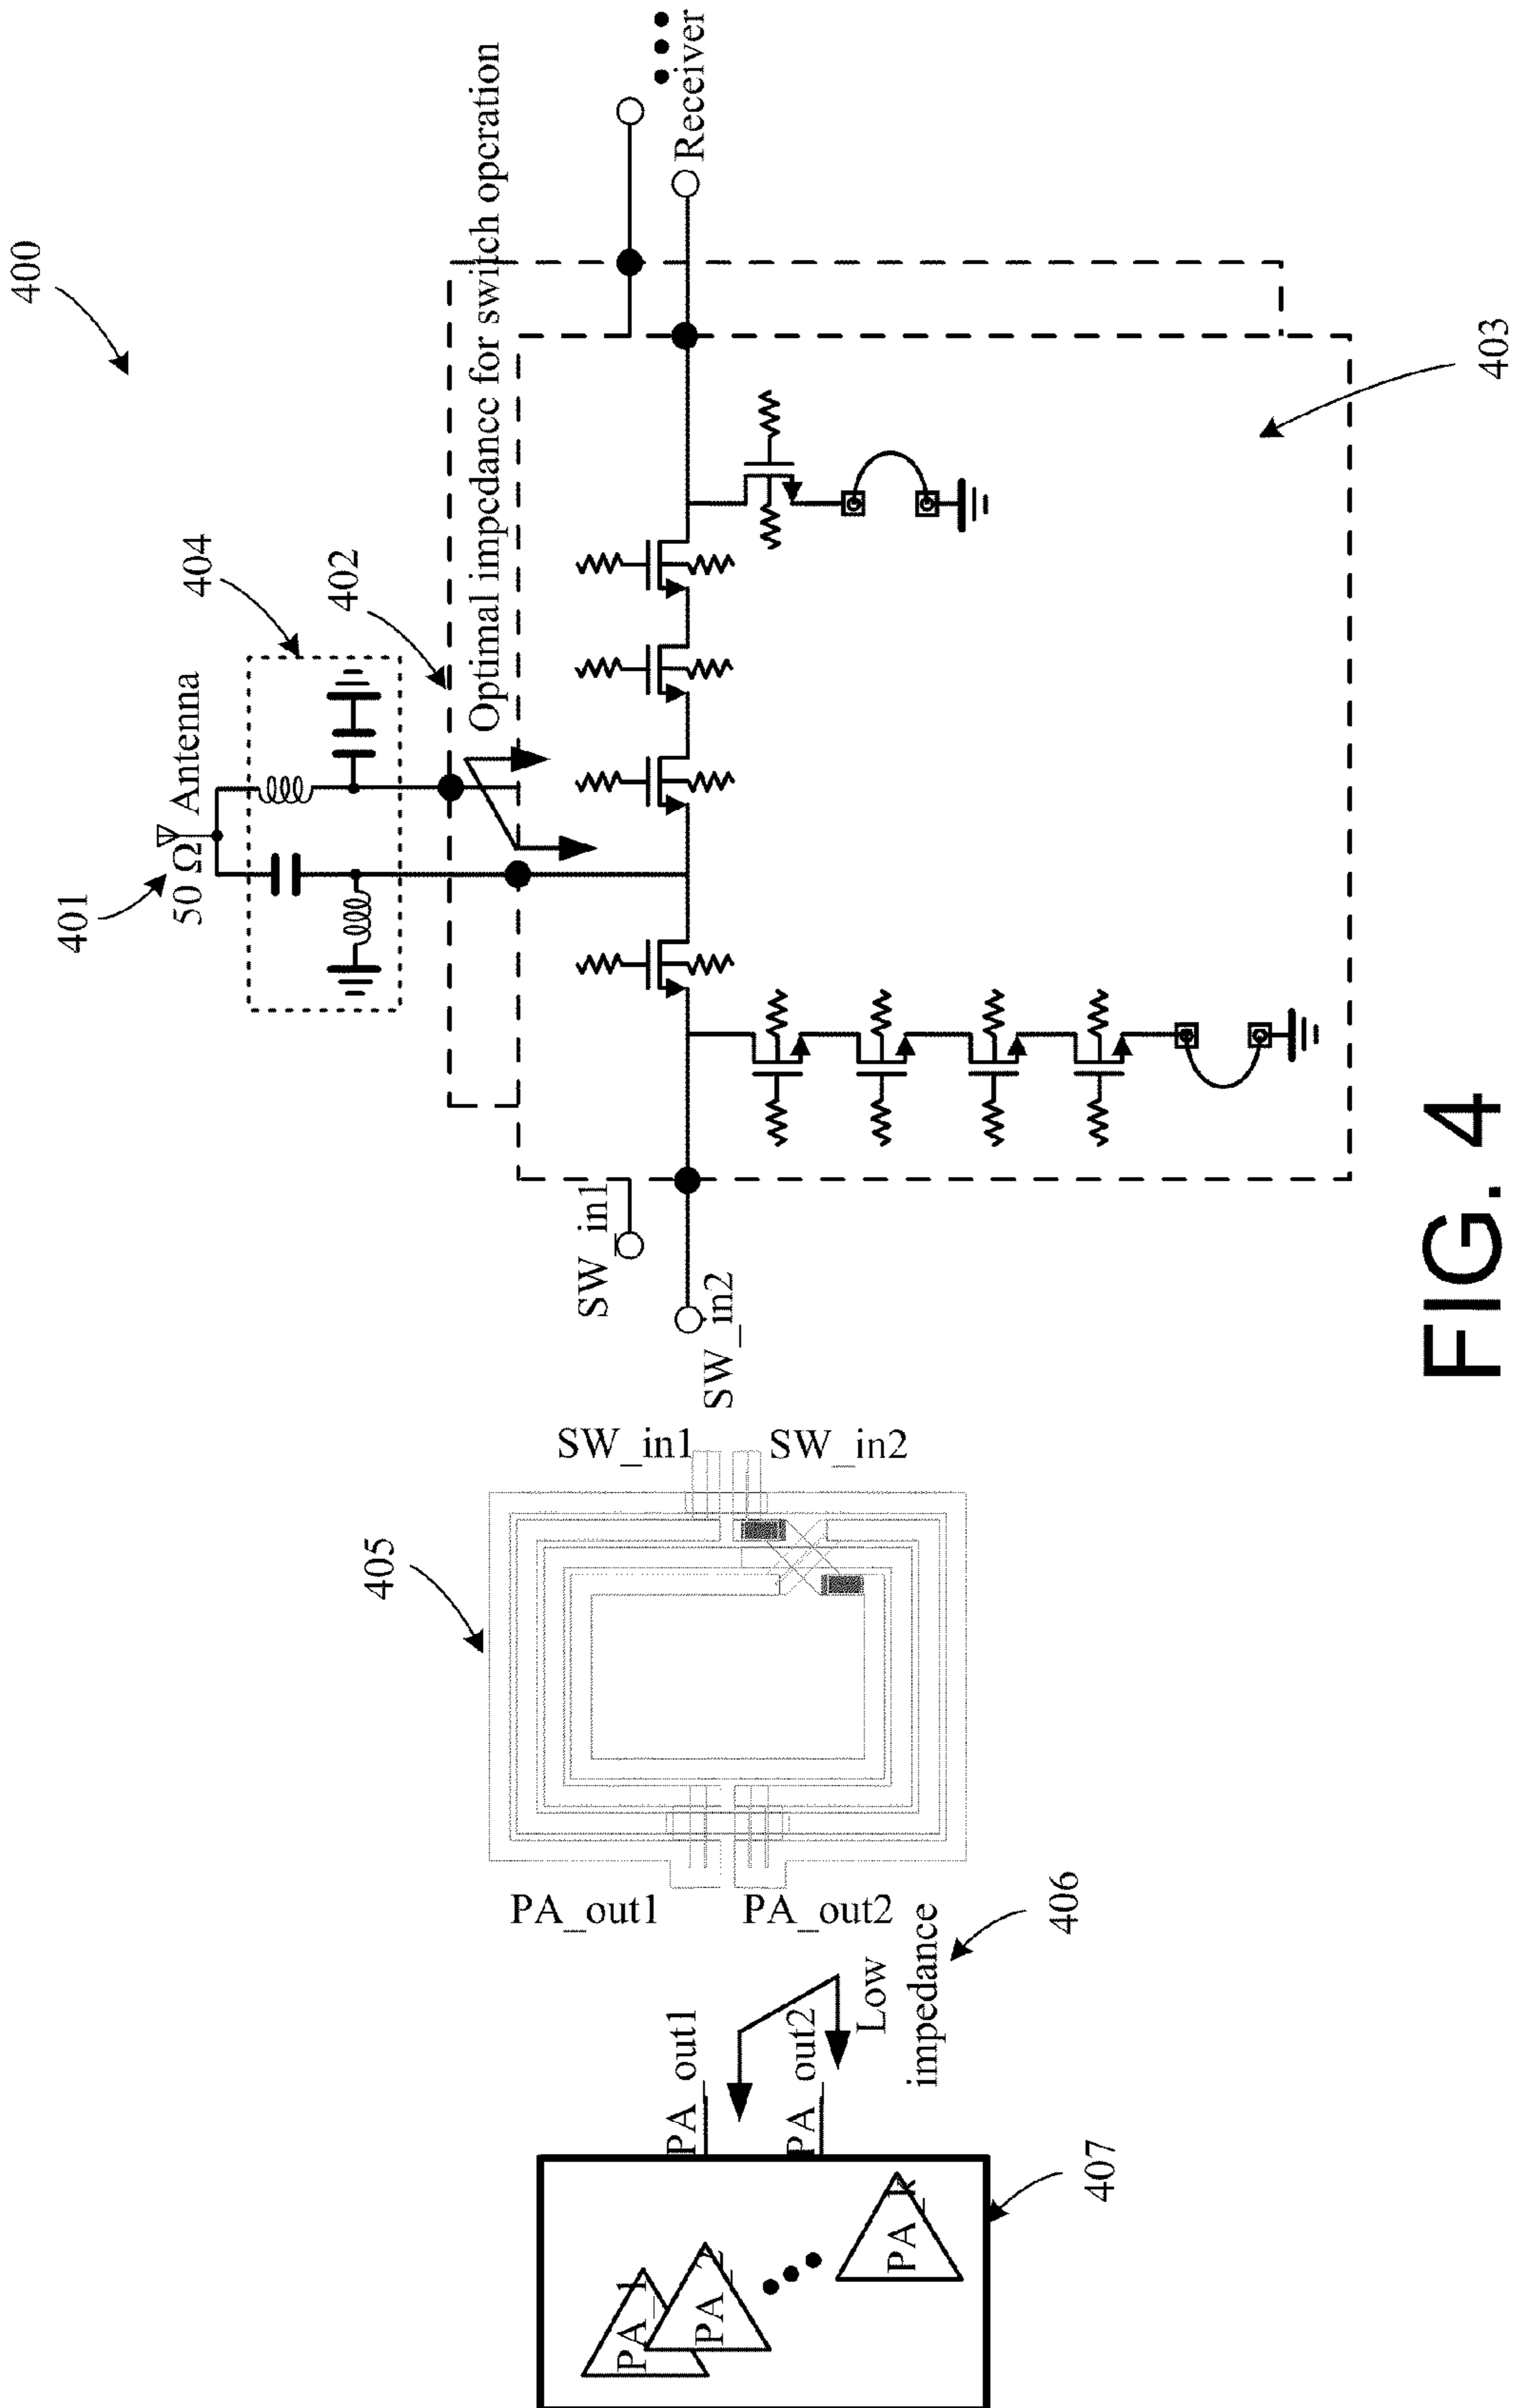 400
401
50 Ω Antenna
404
402
Optimal impedance for switch operation
Receiver
403
SW_in1
SW_in2
405
SW_in1
SW_in2
PA_out1
PA_out2
406
Low
impedance
PA_out1
PA_out2
407
PA_1
PA_2
PA_k
FIG. 4